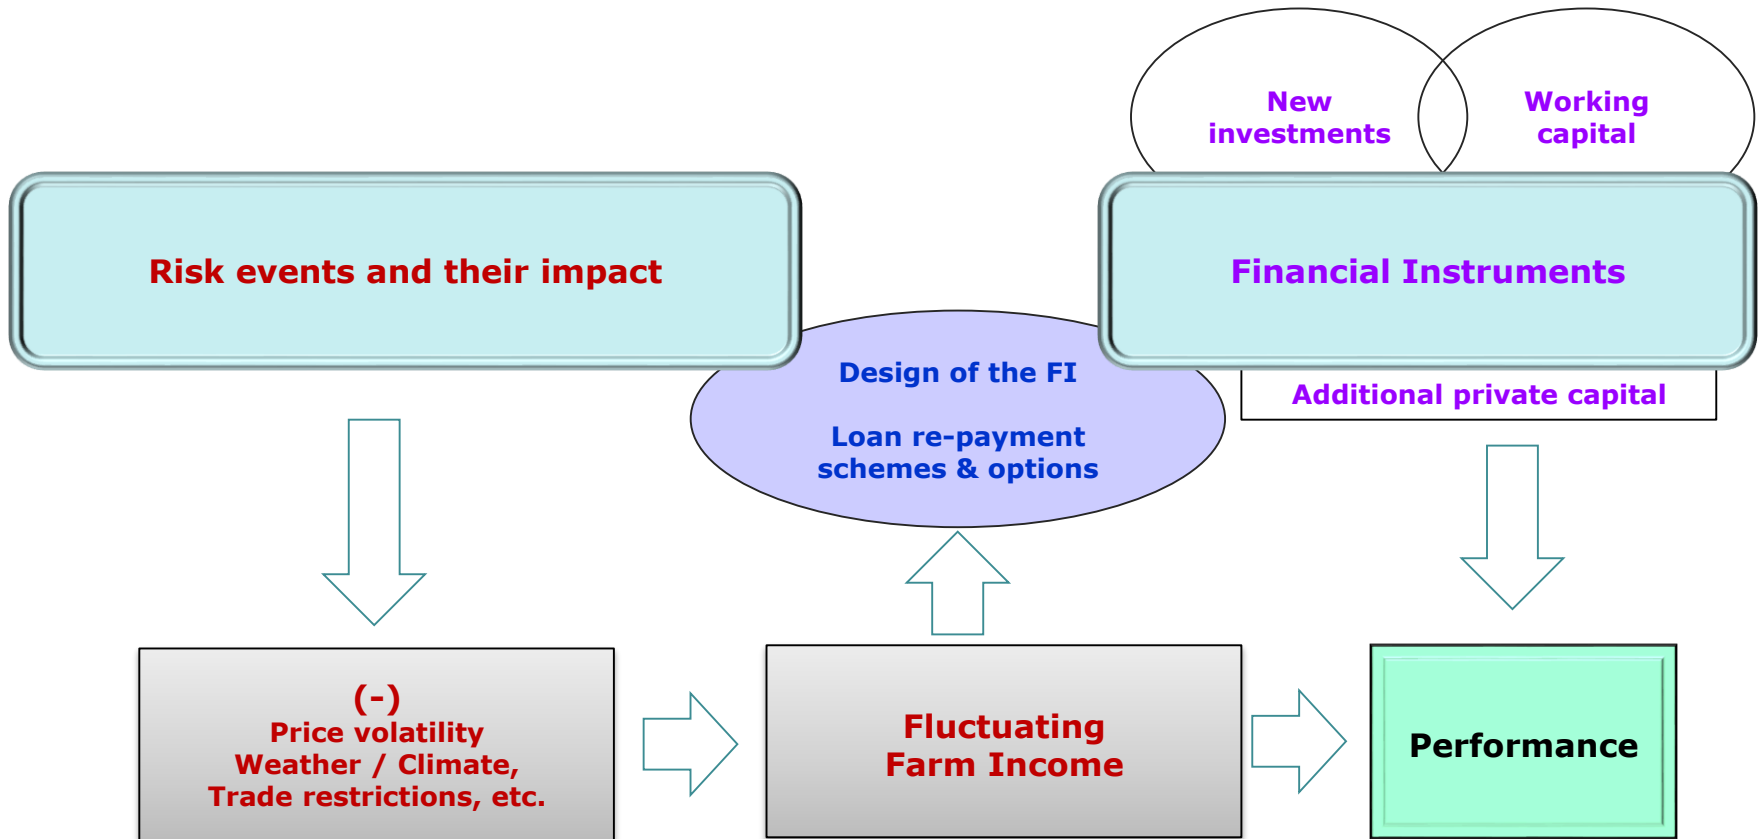 New
investments
Working
capital
Risk events and their impact
Financial Instruments
Design of the FI
Loan re-payment
schemes & options
Additional private capital
(-)
Price volatility
Weather / Climate,
Trade restrictions, etc.
Fluctuating
Farm Income
Performance